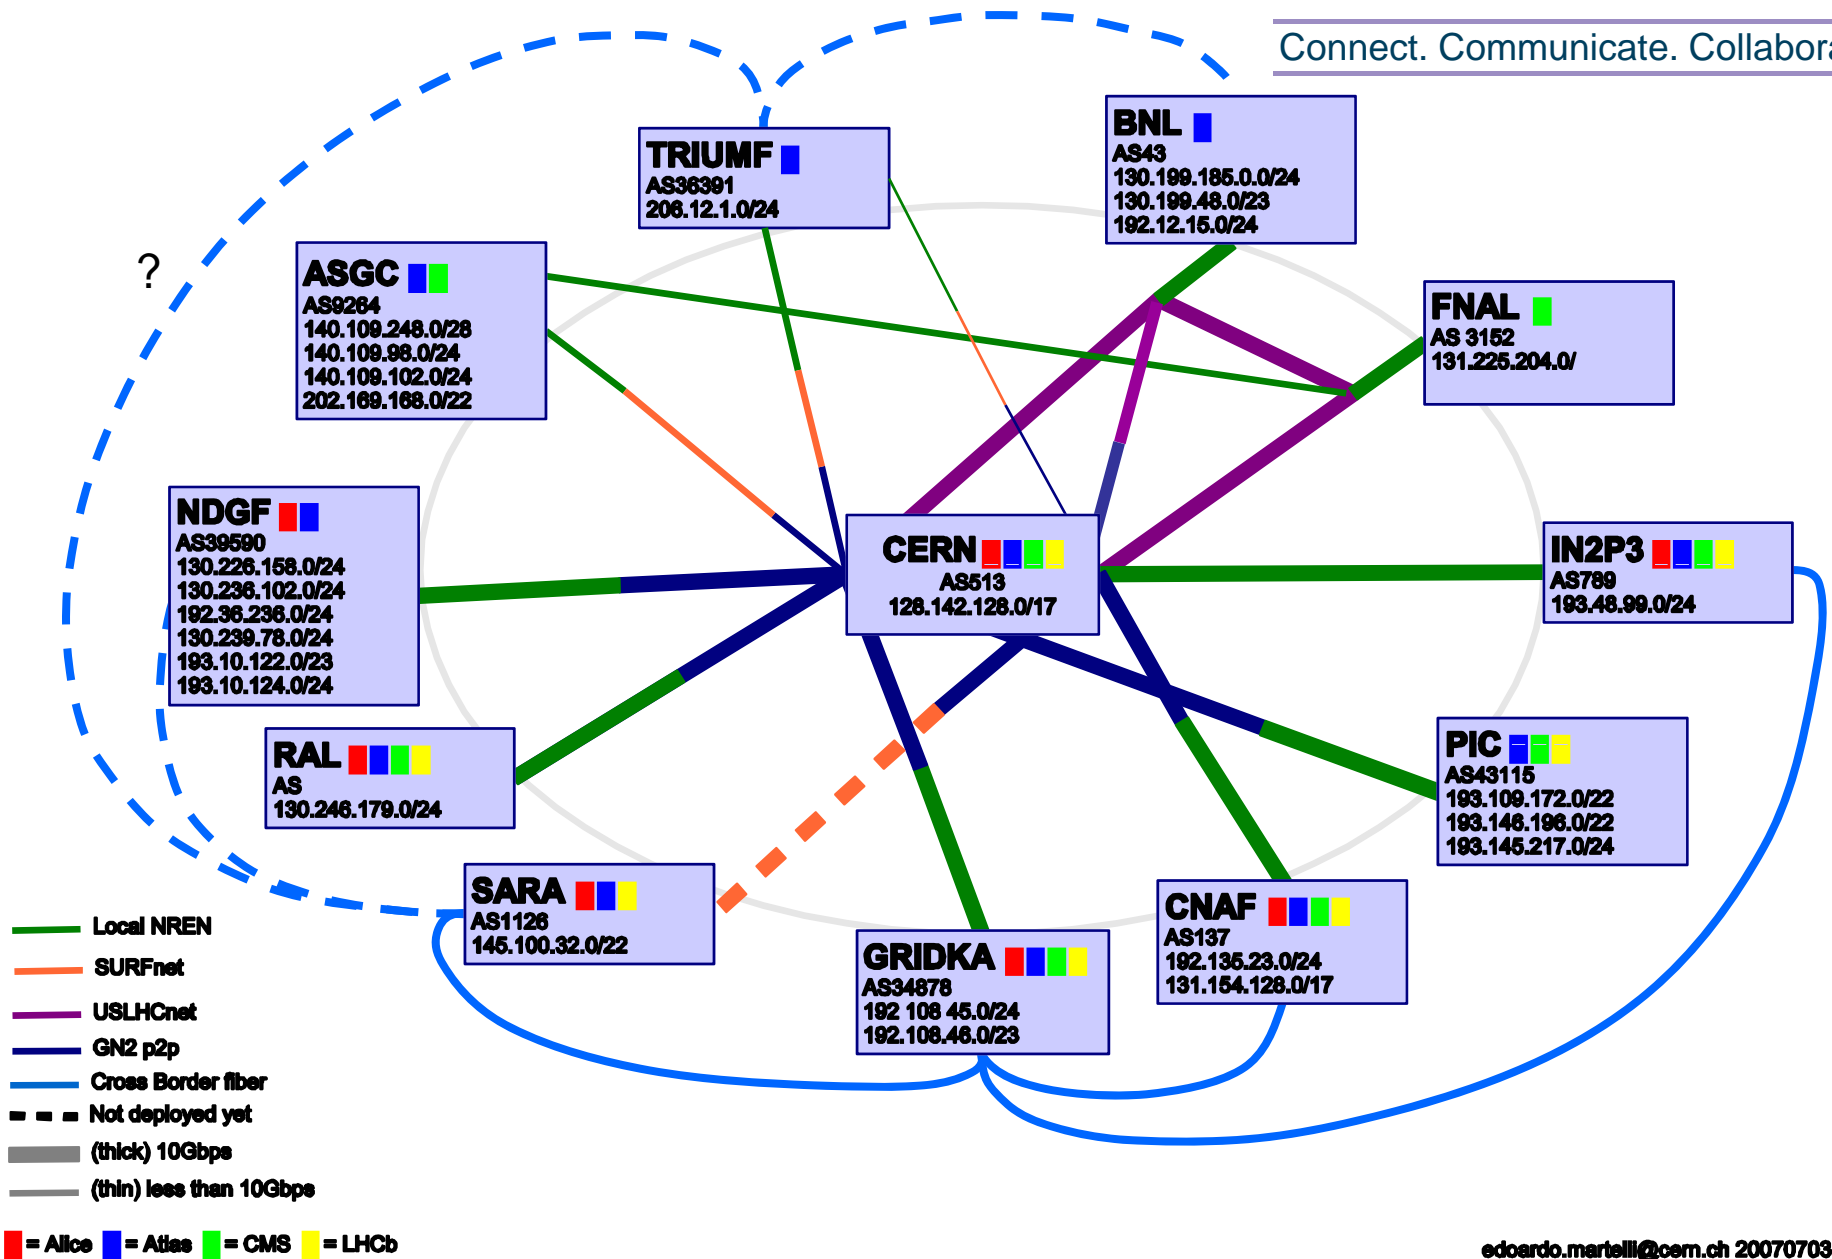 Connect. Communicate. Collabora
BNL
AS43
130.199.185.0.0/24
130.199.48.0/23
192.12.15.0/24
TRIUMF
AS36391
206.12.1.0/24
?
ASGC
AS9264
140.109.248.0/28
140.109.98.0/24
140.109.102.0/24
202.169.168.0/22
FNAL
AS 3152
131.225.204.0/
NDGF
AS39590
130.226.158.0/24
130.236.102.0/24
192.36.236.0/24
130.239.78.0/24
193.10.122.0/23
193.10.124.0/24
CERN
AS513
128.142.128.0/17
IN2P3
AS789
193.48.99.0/24
RAL
AS
130.246.179.0/24
PIC
AS43115
193.109.172.0/22
193.146.196.0/22
193.145.217.0/24
SARA
AS1126
145.100.32.0/22
CNAF
AS137
192.135.23.0/24
131.154.128.0/17
GRIDKA
AS34878
192 108 45.0/24
192.108.46.0/23
Local NREN
SURFnet
USLHCnet
GN2 p2p
Cross Border fiber
Not deployed yet
(thick) 10Gbps
(thin) less than 10Gbps
= Alice = Atlas = CMS = LHCb
edoardo.martelli@cern.ch 20070703